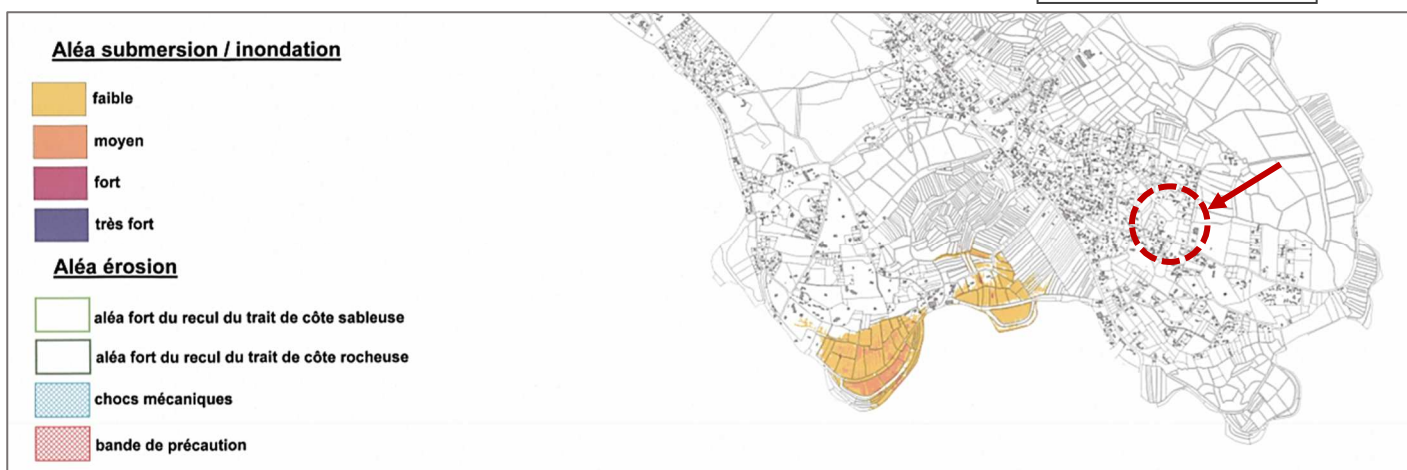 Aléa submersion / inondation
faible
moyen
fort
très fort
Aléa érosion
aléa fort du recul du trait de côte sableuse
aléa fort du recul du trait de côte rocheuse
chocs mécaniques
bande de précaution